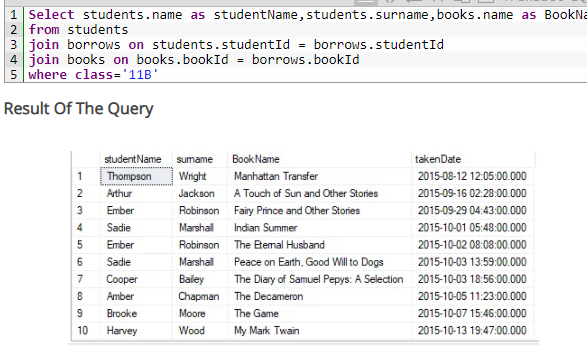 1 Select students.name as studentName,students.surname,books.name as BookNa
2 from students
3 join borrows on students.studentId = borrows.studentId
4 join books on books.bookId = borrows.bookId
5 where class='11B'
Result Of The Query
studentName surname BookName takenDate
1 Thompson Wright Manhattan Transfer 2015-08-12 12:05:00.000
2 Arthur Jackson A Touch of Sun and Other Stories 2015-09-16 02:28:00.000
3 Ember Robinson Fairy Prince and Other Stories 2015-09-29 04:43:00.000
4 Sadie Marshall Indian Summer 2015-10-01 05:48:00.000
5 Ember Robinson The Eternal Husband 2015-10-02 08:08:00.000
6 Sadie Marshall Peace on Earth, Good Will to Dogs 2015-10-03 13:59:00.000
7 Cooper Bailey The Diary of Samuel Pepys: A Selection 2015-10-03 18:56:00.000
8 Amber Chapman The Decameron 2015-10-05 11:23:00.000
9 Brooke Moore The Game 2015-10-07 15:46:00.000
10 Harvey Wood My Mark Twain 2015-10-13 19:47:00.000